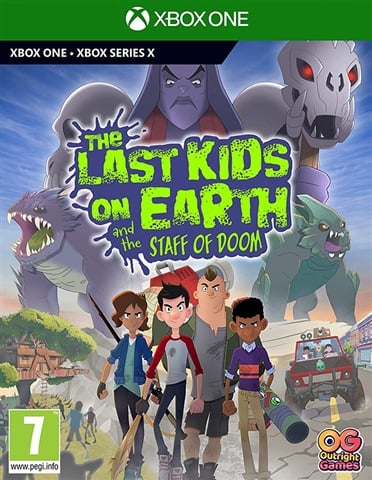 XBOX ONE
XBOX ONE • XBOX SERIES X
THE
LAST KIDS
ON EARTH
and the STAFF OF DOOM
7
www.pegi.info
OG
Outright
Games